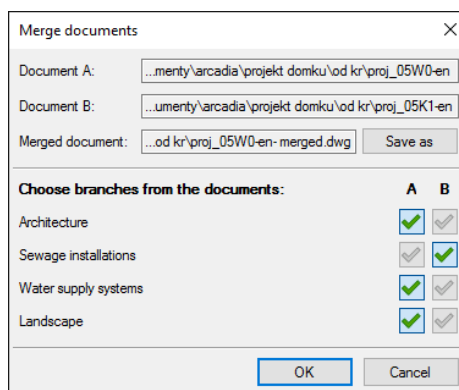 Merge documents
Document A: ...menty\arcadia\projekt domku\od kr\proj_05W0-en
Document B: ...umenty\arcadia\projekt domku\od kr\proj_05K1-en
Merged document: ...od kr\proj_05W0-en- merged.dwg Save as
Choose branches from the documents: A B
Architecture
Sewage installations
Water supply systems
Landscape
OK Cancel